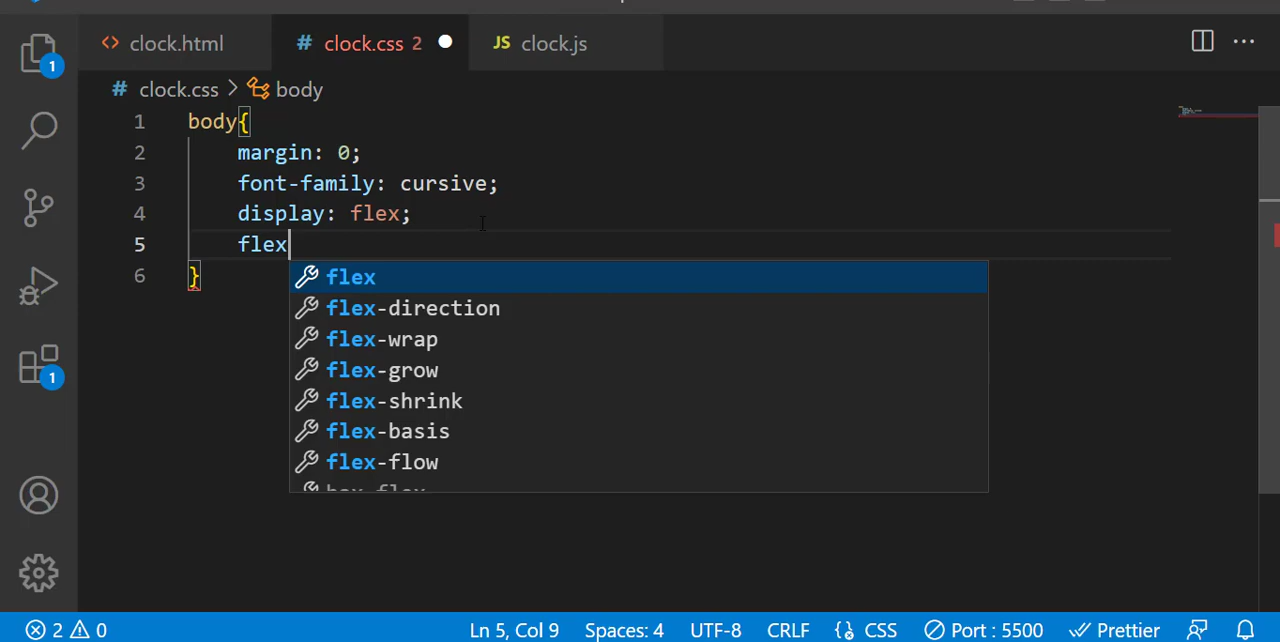 clock.html
# clock.css 2
JS clock.js
...
1
# clock.css > body
1 body{
2 margin: 0;
3 font-family: cursive;
4 display: flex;
5 flex
6 }
flex
flex-direction
flex-wrap
flex-grow
flex-shrink
flex-basis
flex-flow
box-flex
1
2 0
Ln 5, Col 9
Spaces: 4
UTF-8
CRLF
{} CSS
Port : 5500
Prettier